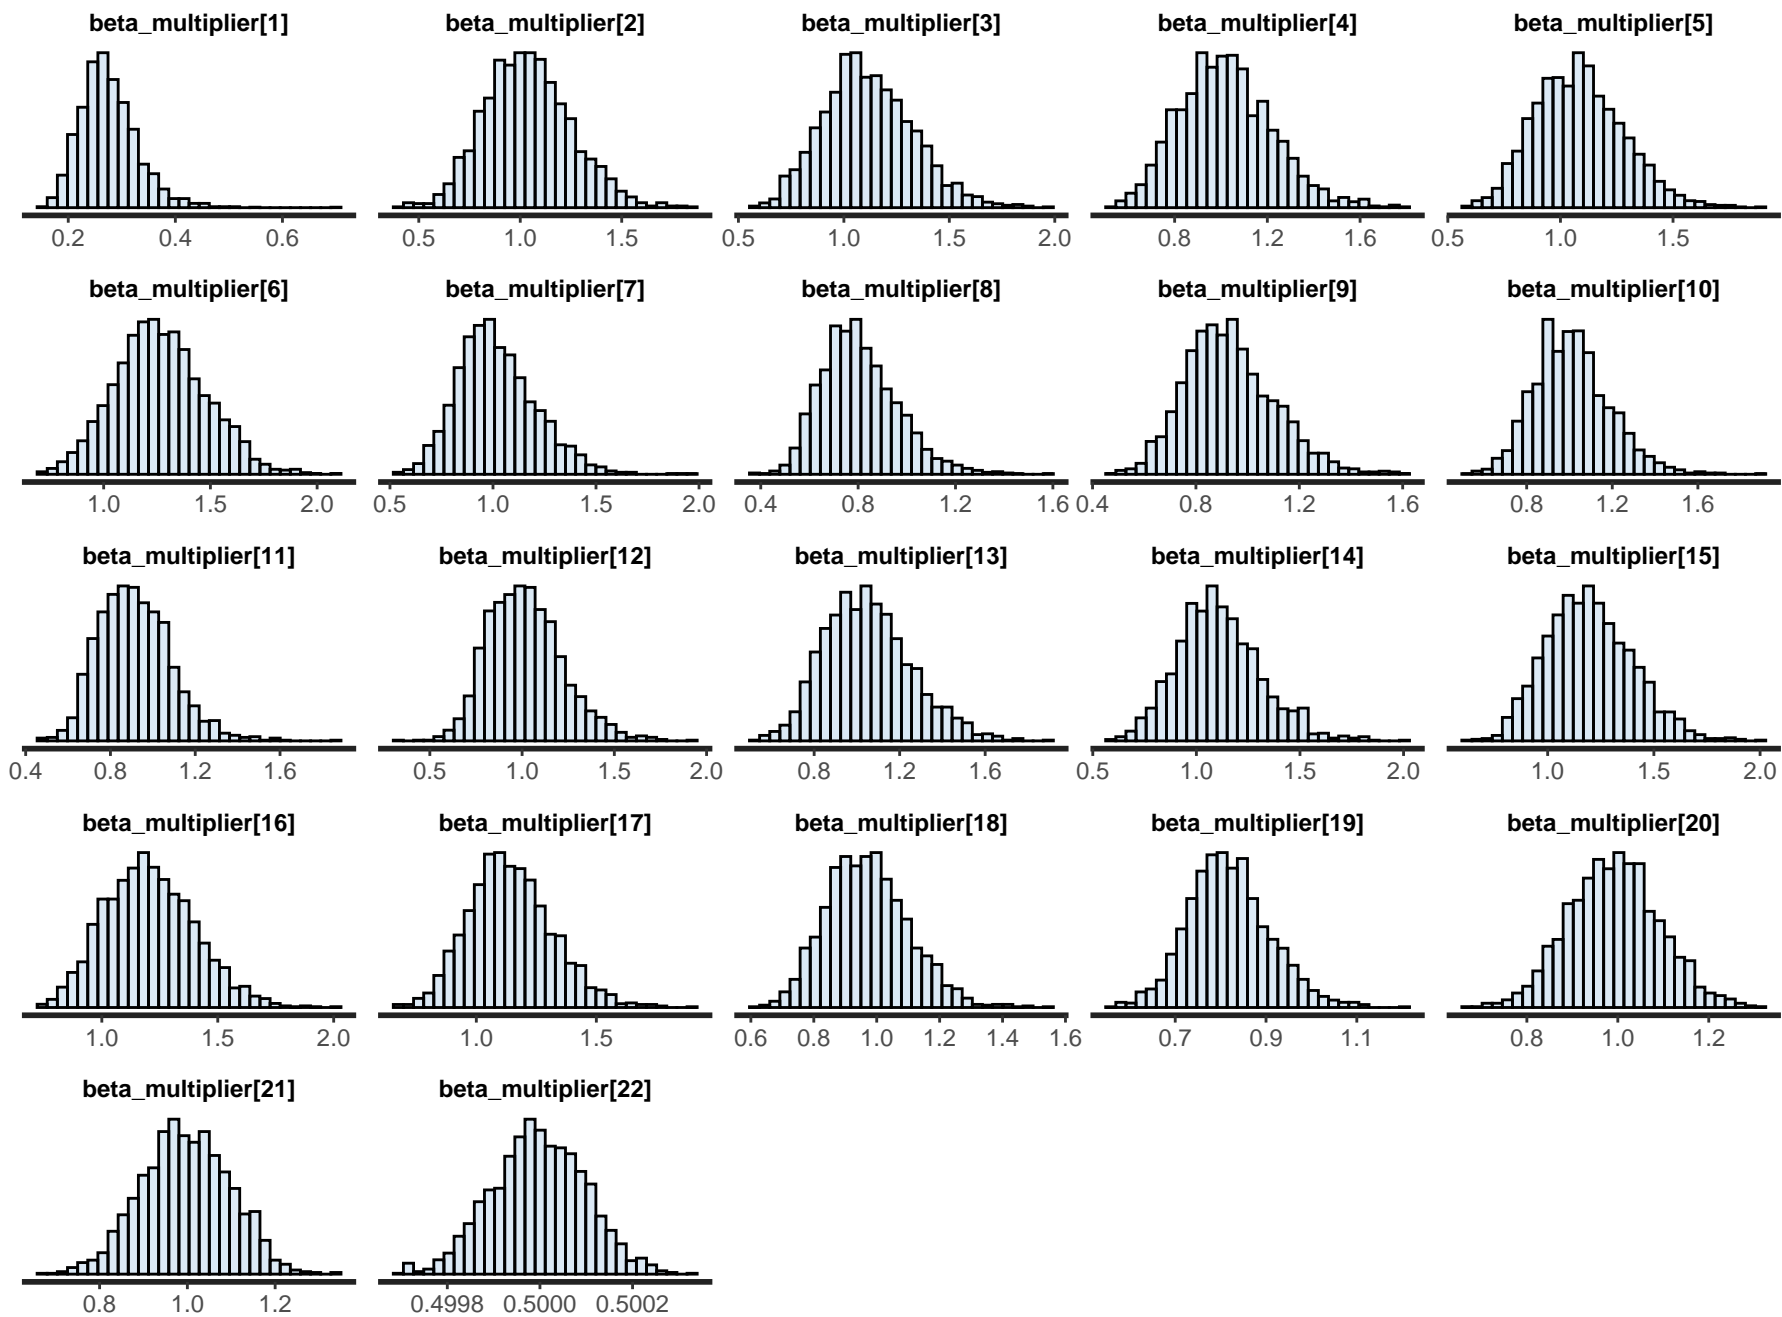 beta_multiplier[1] beta_multiplier[2] beta_multiplier[3] beta_multiplier[4] beta_multiplier[5]
0.2 0.4 0.6 0.5 1.0 1.5 0.5 1.0 1.5 2.0 0.8 1.2 1.6 0.5 1.0 1.5
beta_multiplier[6] beta_multiplier[7] beta_multiplier[8] beta_multiplier[9] beta_multiplier[10]
1.0 1.5 2.0 0.5 1.0 1.5 2.0 0.4 0.8 1.2 1.6 0.4 0.8 1.2 1.6 0.8 1.2 1.6
beta_multiplier[11] beta_multiplier[12] beta_multiplier[13] beta_multiplier[14] beta_multiplier[15]
0.4 0.8 1.2 1.6 0.5 1.0 1.5 2.0 0.8 1.2 1.6 0.5 1.0 1.5 2.0 1.0 1.5 2.0
beta_multiplier[16] beta_multiplier[17] beta_multiplier[18] beta_multiplier[19] beta_multiplier[20]
1.0 1.5 2.0 1.0 1.5 0.6 0.8 1.0 1.2 1.4 1.6 0.7 0.9 1.1 0.8 1.0 1.2
beta_multiplier[21] beta_multiplier[22]
0.8 1.0 1.2 0.4998 0.5000 0.5002